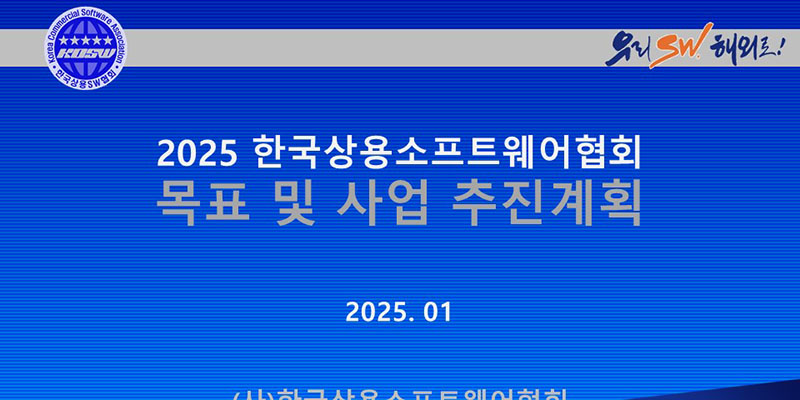 Korea Commercial Software Association
KOSW
한국상용SW협회
우리 SW 해외로!
2025 한국상용소프트웨어협회
목표 및 사업 추진계획
2025. 01
(사)한국상용소프트웨어협회